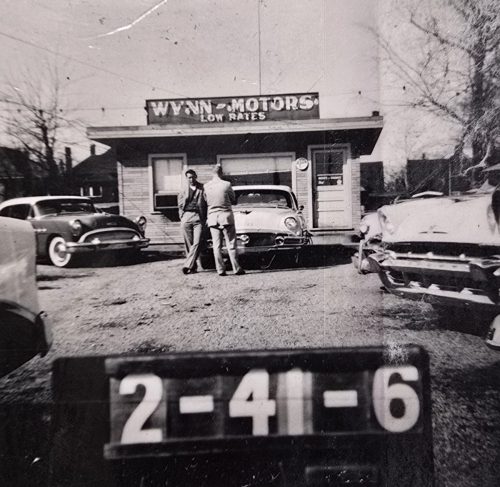 WYNN - MOTORS
LOW RATES
2-41-6